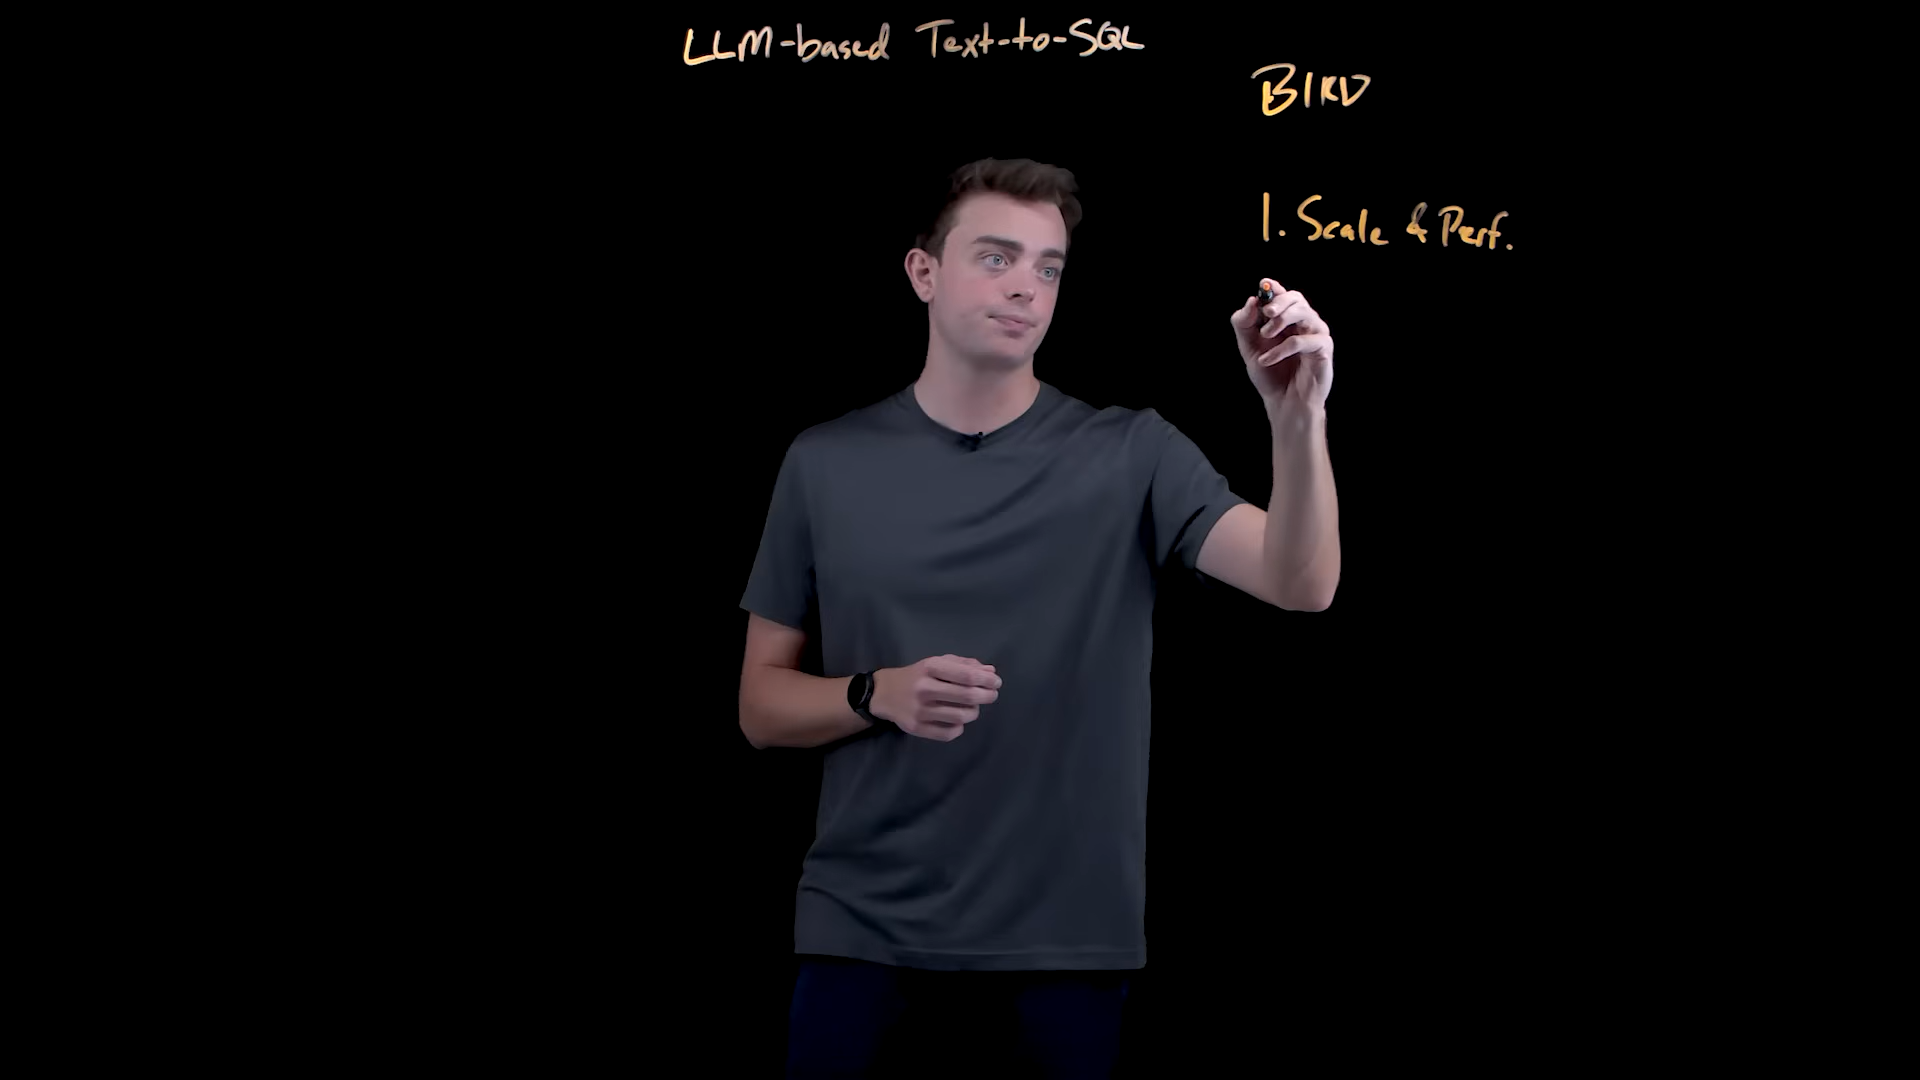 LLM-based Text-to-SQL
BIRD
1. Scale & Perf.